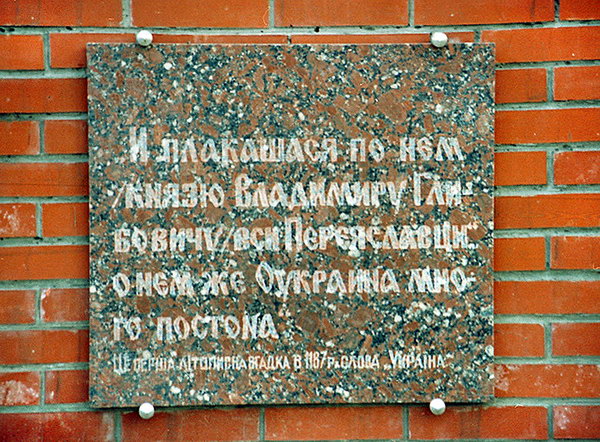 „И плакашася по нем
/князю Владимиру Гли-
бовичу// вси Переяславци."
о нем же Оукраина мно-
го постона"
Це перша літописна згадка в 1187 р. слова „Україна".